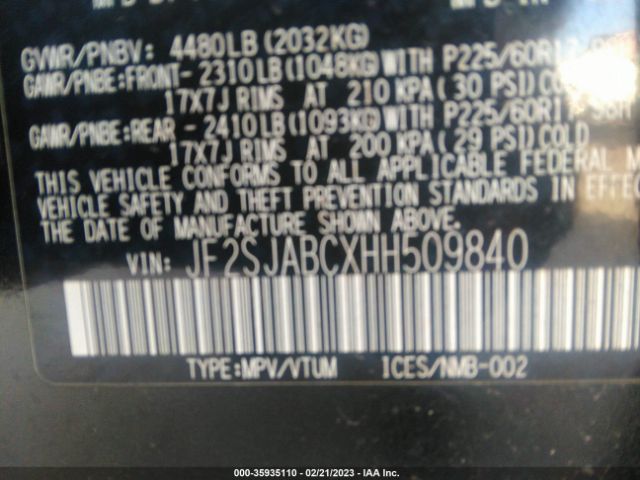 GVWR/PNBV: 4480LB(2032KG)
GAWR/PNBE:FRONT-2310LB(1048KG)WITH P225/60R17
17X7J RIMS AT 210 KPA(30 PSI)COLD
GAWR/PNBE:REAR -2410LB(1093KG)WITH P225/60R17
17X7J RIMS AT 200 KPA(29 PSI)COLD
THIS VEHICLE CONFORMS TO ALL APPLICABLE FEDERAL M
VEHICLE SAFETY AND THEFT PREVENTION STANDARDS IN EFFEC
THE DATE OF MANUFACTURE SHOWN ABOVE.
VIN: JF2SJABCXHH509840
TYPE:MPV/VTUM ICES/NMB-002
000-35935110 - 02/21/2023 - IAA Inc.